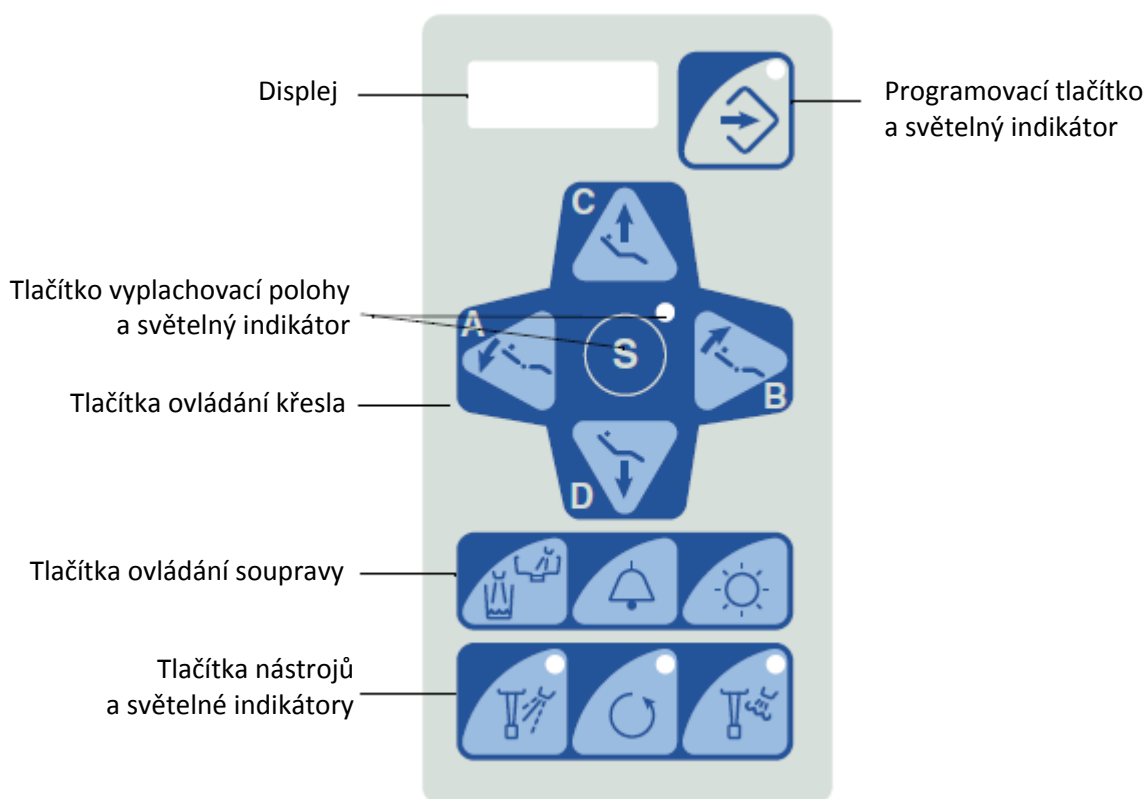 Displej
Programovací tlačítko
a světelný indikátor
C
Tlačítko vyplachovací polohy
a světelný indikátor
A
S
B
Tlačítka ovládání křesla
D
Tlačítka ovládání soupravy
Tlačítka nástrojů
a světelné indikátory